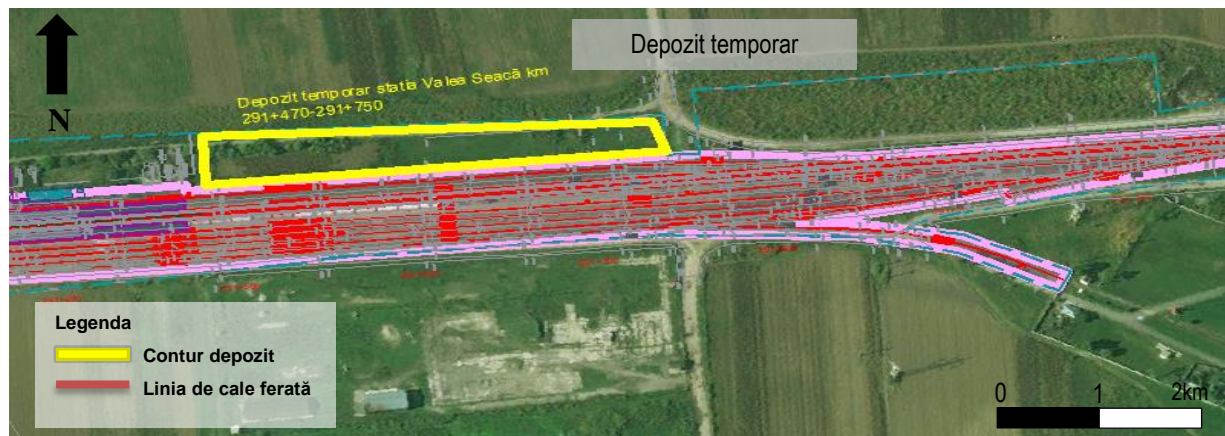 Depozit temporar
Depozit temporar statia Valea Seacă km
291+470-291+750
N
Legenda
Contur depozit
Linia de cale ferată
0 1 2km